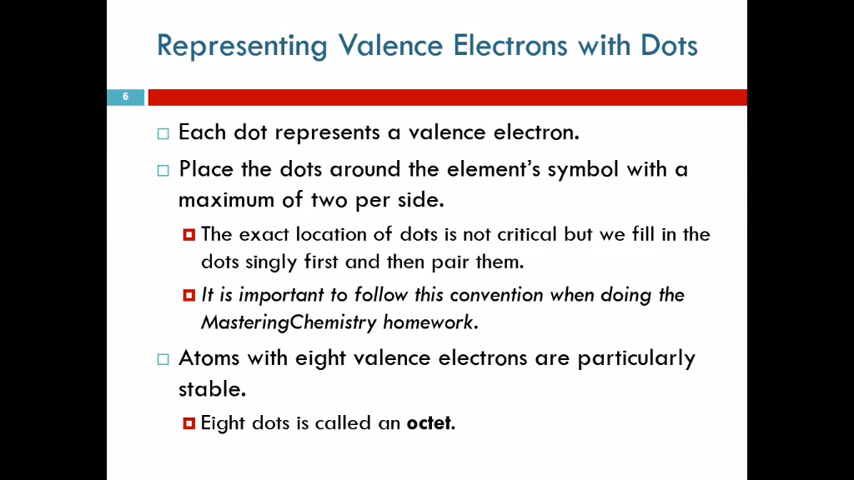 Representing Valence Electrons with Dots
6
Each dot represents a valence electron.
Place the dots around the element's symbol with a
maximum of two per side.
The exact location of dots is not critical but we fill in the
dots singly first and then pair them.
It is important to follow this convention when doing the
MasteringChemistry homework.
Atoms with eight valence electrons are particularly
stable.
Eight dots is called an octet.